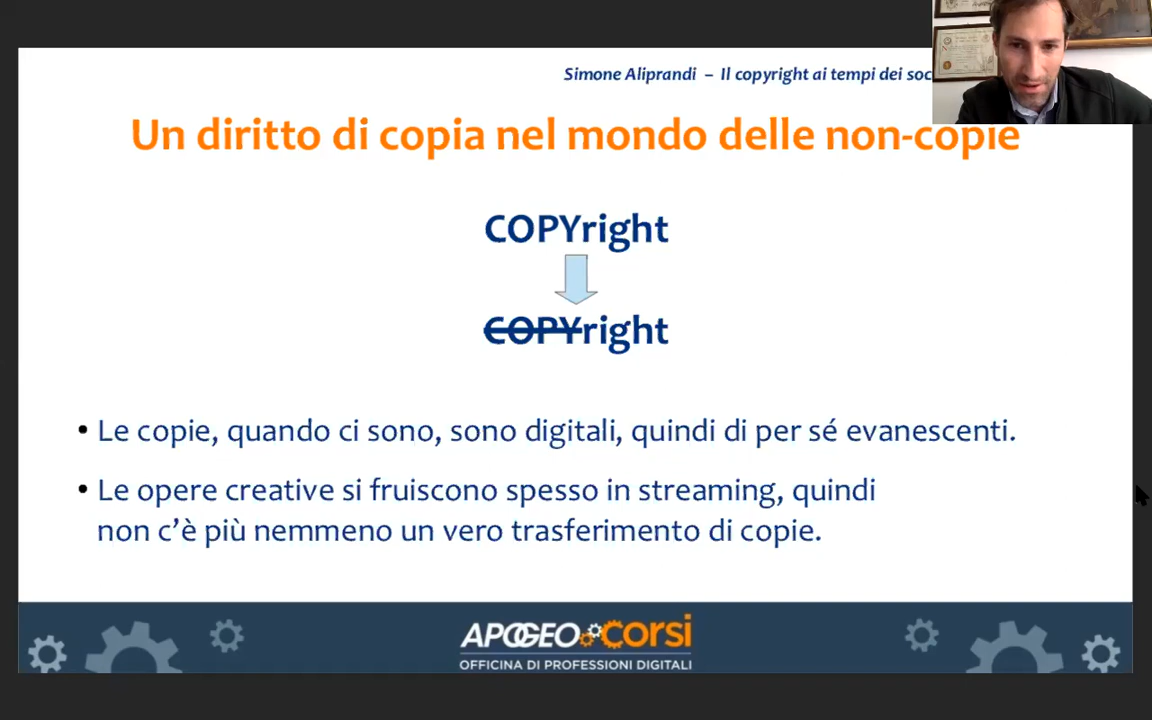 Simone Aliprandi – Il copyright ai tempi dei soc
Un diritto di copia nel mondo delle non-copie
COPYright
COPYright
• Le copie, quando ci sono, sono digitali, quindi di per sé evanescenti.
• Le opere creative si fruiscono spesso in streaming, quindi
non c’è più nemmeno un vero trasferimento di copie.
APOGEO CORSI
OFFICINA DI PROFESSIONI DIGITALI